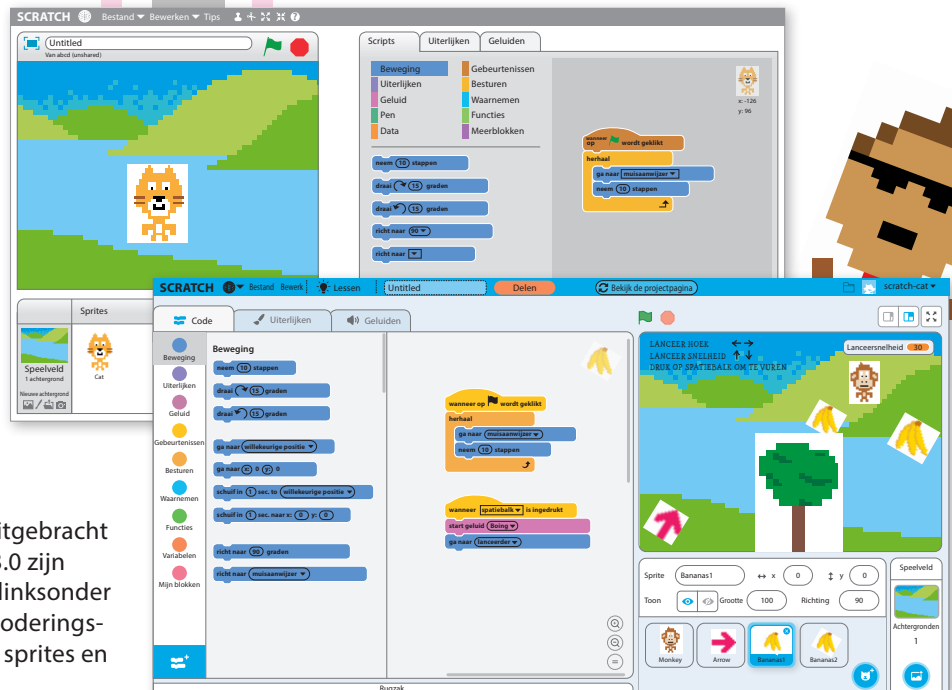 SCRATCH Bestand Bewerken Tips
Untitled
Van abcd (unshared)
Scripts Uiterlijken Geluiden
Beweging Gebeurtenissen
Uiterlijken Besturen
Geluid Waarnemen
Pen Functies
Data Meerblokken
neem 10 stappen
draai 15 graden
draai 15 graden
richt naar 90
richt naar
x: -126
y: 96
wanneer
op wordt geklikt
herhaal
ga naar muisaanwijzer
neem 10 stappen
Sprites
Speelveld
1 achtergrond
Nieuwe achtergrond
Cat
SCRATCH Bestand Bewerk Lessen Untitled Delen Bekijk de projectpagina scratch-cat
Code Uiterlijken Geluiden
Beweging
Uiterlijken
Geluid
Gebeurtenissen
Besturen
Waarnemen
Functies
Variabelen
Mijn blokken
Beweging
neem 10 stappen
draai 15 graden
draai 15 graden
ga naar willekeurige positie
ga naar x: 0 y: 0
schuif in 1 sec. to willekeurige positie
schuif in 1 sec. naar x: 0 y: 0
richt naar 90 graden
richt naar muisaanwijzer
wanneer op wordt geklikt
herhaal
ga naar muisaanwijzer
neem 10 stappen
wanneer spatiebalk is ingedrukt
start geluid Boing
ga naar lanceerder
LANCEER HOEK
LANCEER SNELHEID
DRUK OP SPATIEBALK OM TE VUREN
Lanceersnelheid 30
Sprite Bananas1 x 0 y 0
Toon Grootte 100 Richting 90
Monkey Arrow Bananas1 Bananas2
Speelveld
Achtergronden
1
Rugzak
itgebracht
3.0 zijn
linksonder
oderings-
sprites en